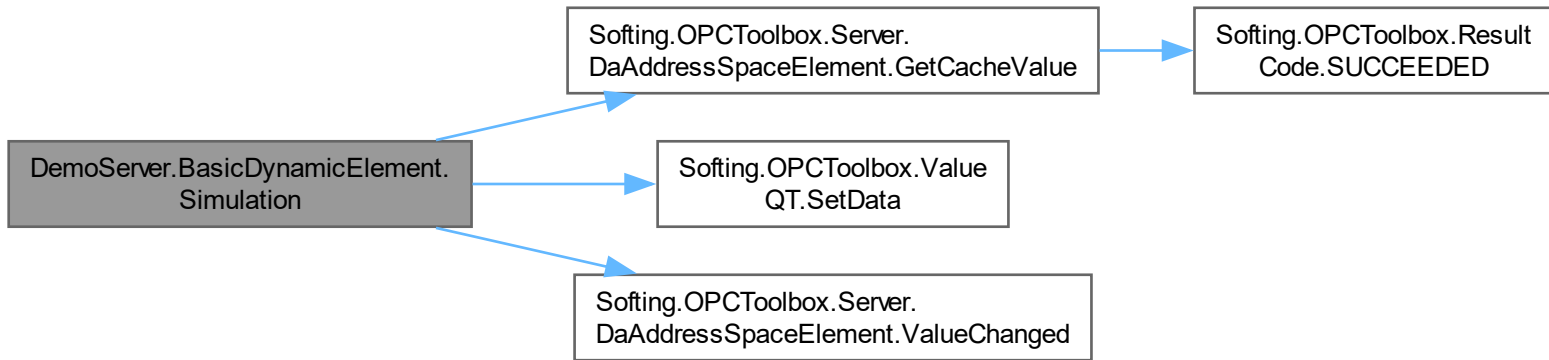 Softing.OPCToolbox.Server.
DaAddressSpaceElement.GetCacheValue
Softing.OPCToolbox.Result
Code.SUCCEEDED
DemoServer.BasicDynamicElement.
Simulation
Softing.OPCToolbox.Value
QT.SetData
Softing.OPCToolbox.Server.
DaAddressSpaceElement.ValueChanged